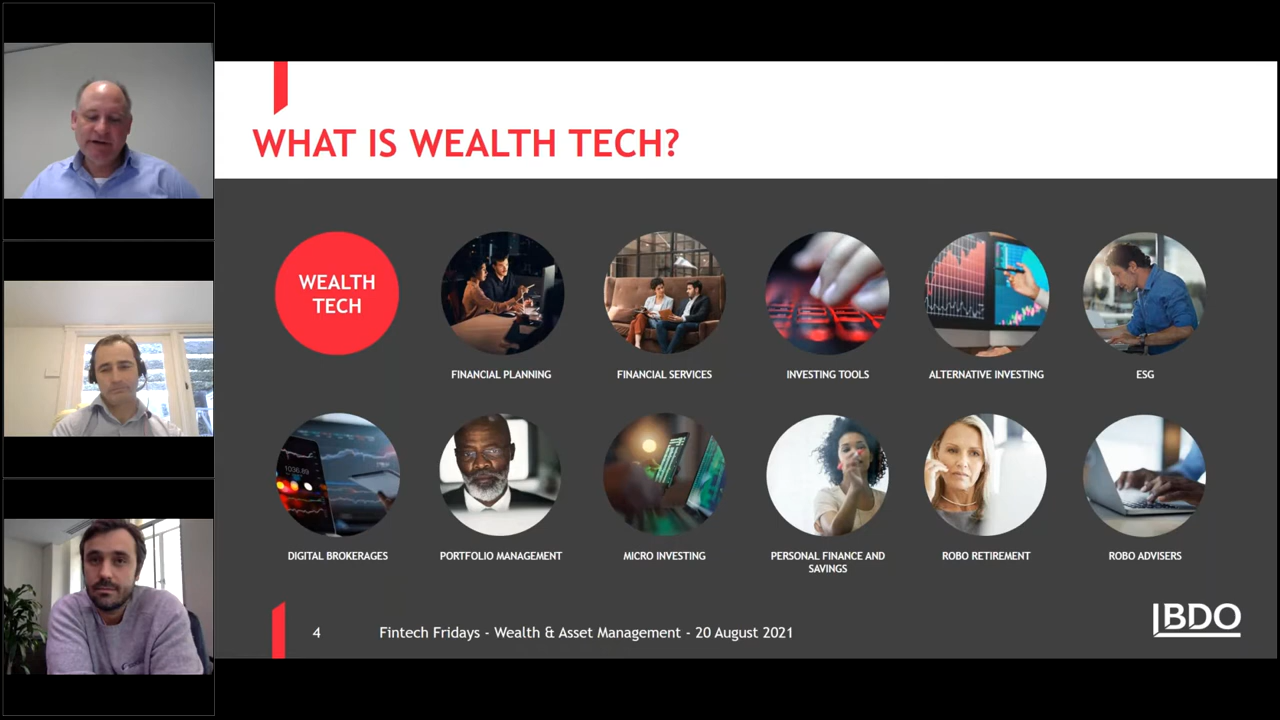 WHAT IS WEALTH TECH?
WEALTH
TECH
FINANCIAL PLANNING
FINANCIAL SERVICES
INVESTING TOOLS
ALTERNATIVE INVESTING
ESG
1036.89
DIGITAL BROKERAGES
PORTFOLIO MANAGEMENT
MICRO INVESTING
PERSONAL FINANCE AND
SAVINGS
ROBO RETIREMENT
ROBO ADVISERS
4
Fintech Fridays - Wealth & Asset Management - 20 August 2021
BDO